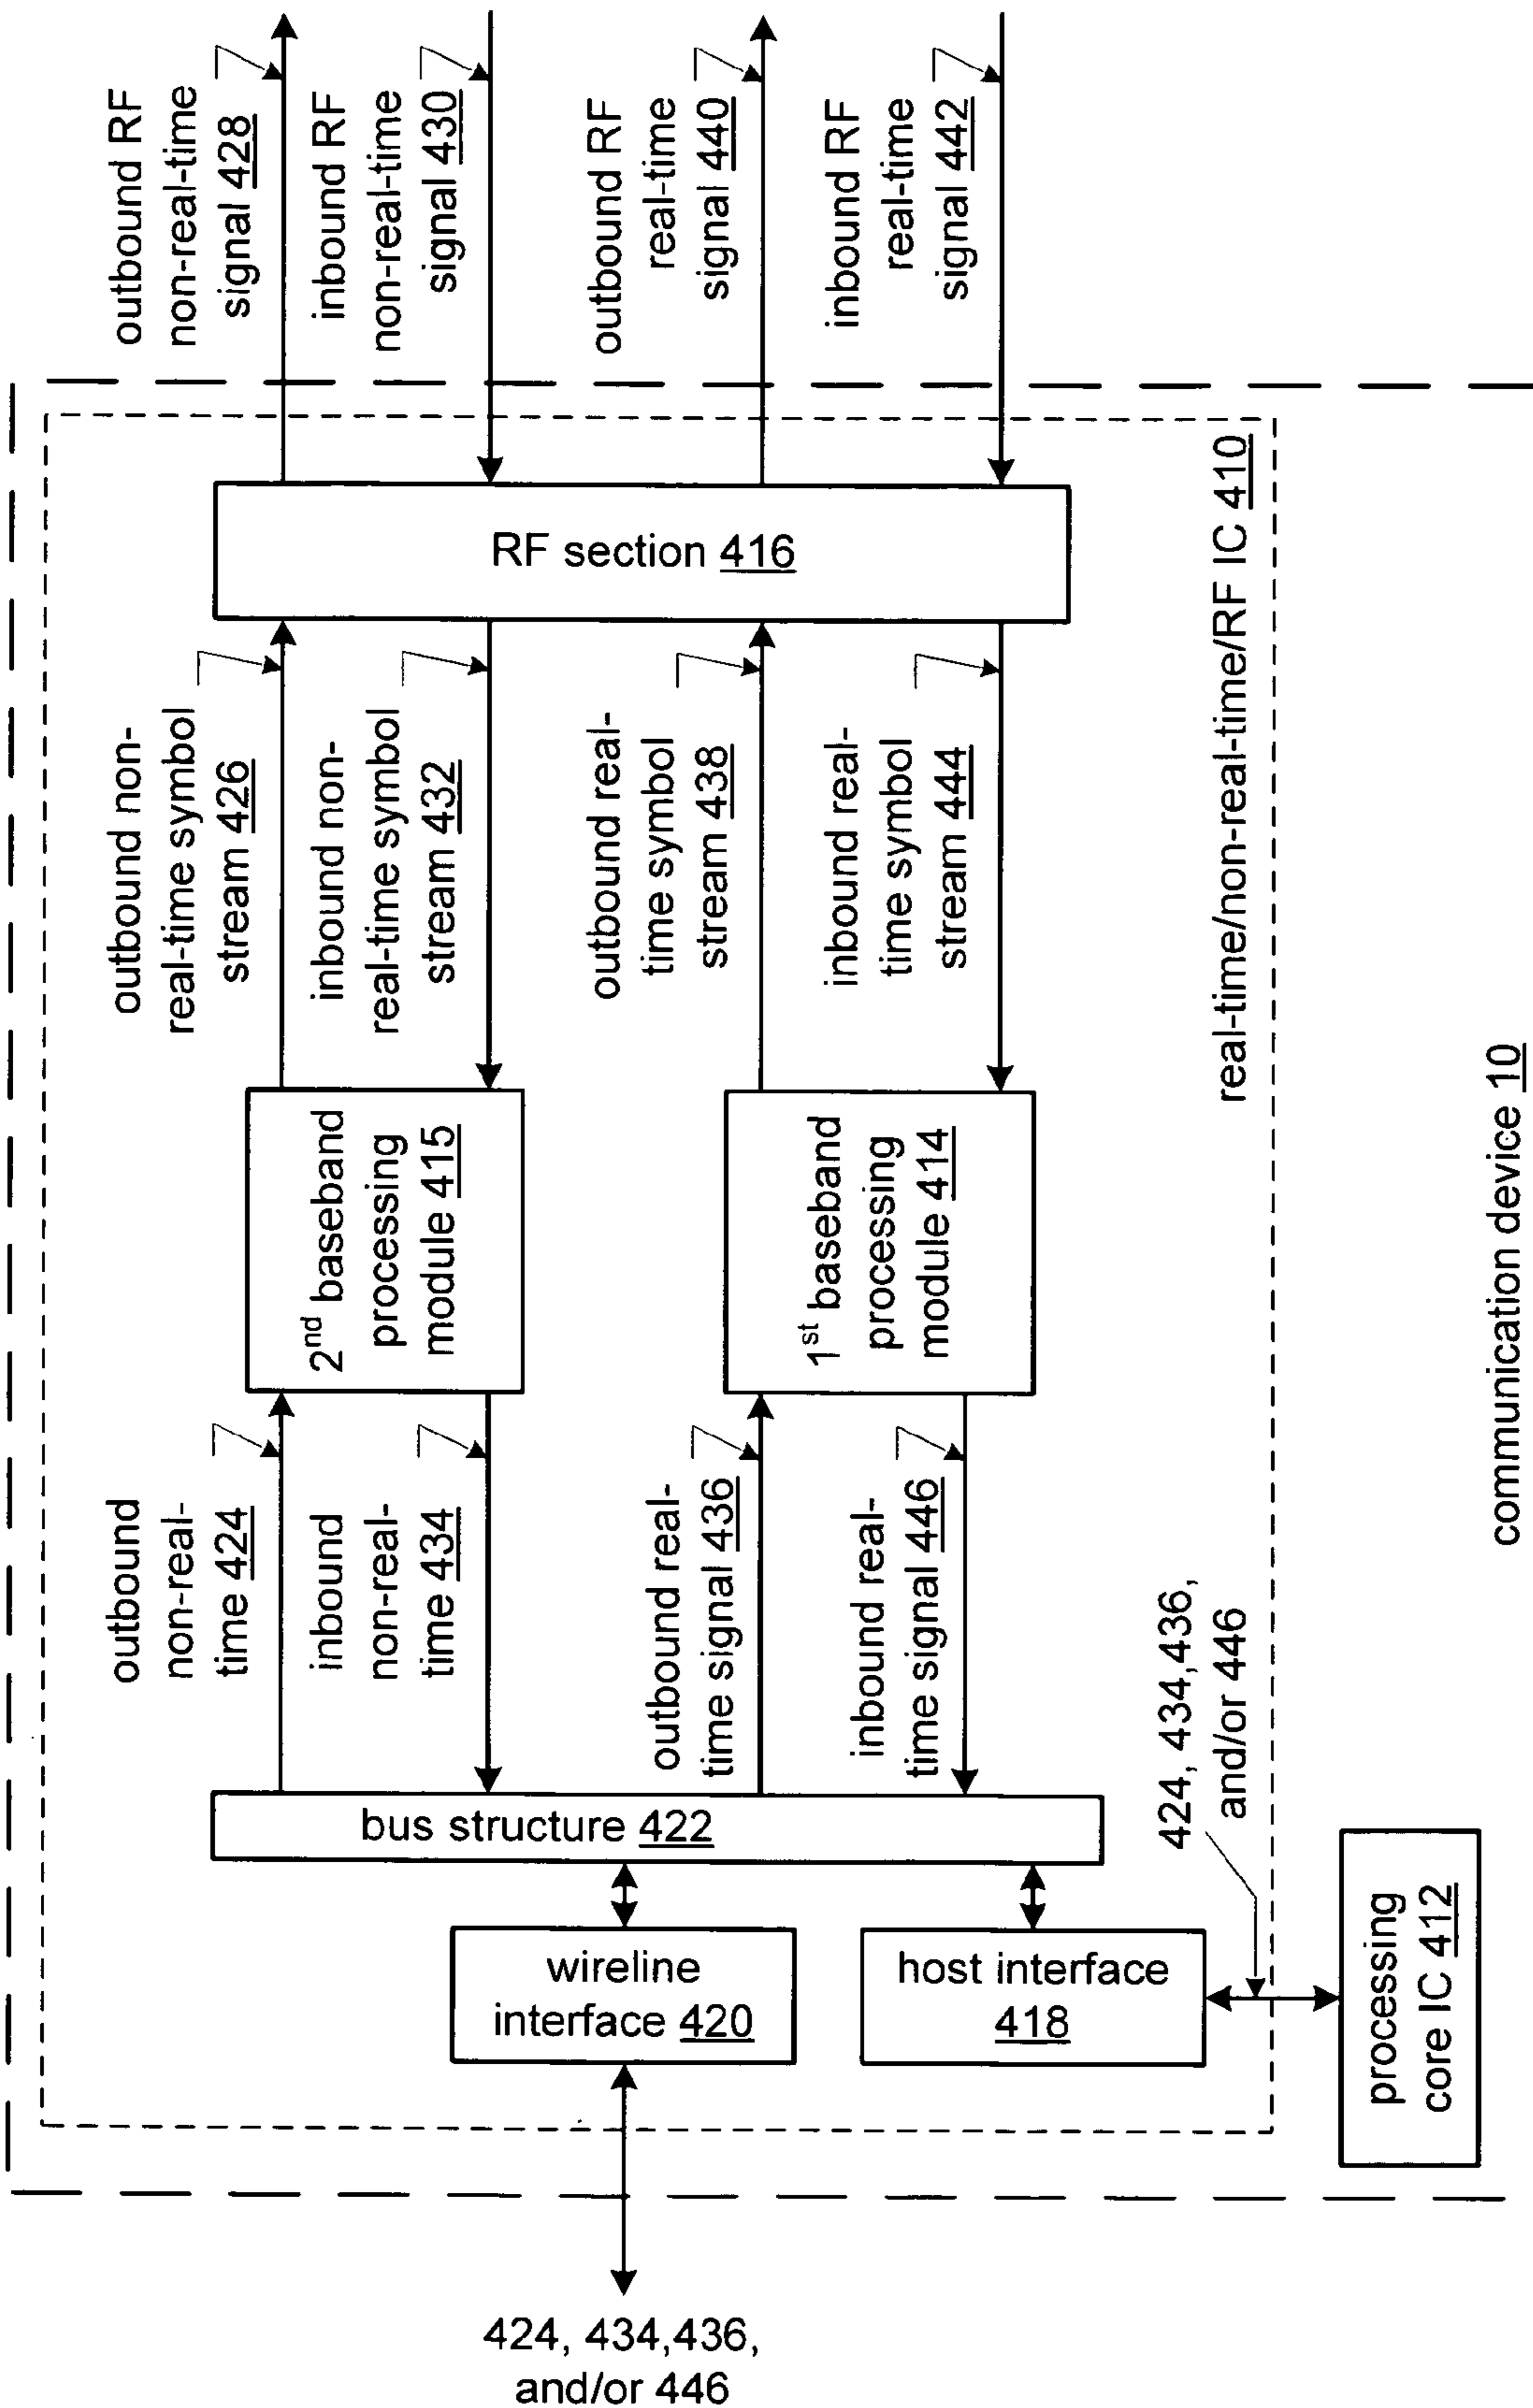 424, 434,436,
and/or 446
wireline
interface 420
host interface
418
processing
core IC 412
424, 434,436,
and/or 446
bus structure 422
outbound
non-real-
time 424
inbound
non-real-
time 434
outbound real-
time signal 436
inbound real-
time signal 446
2nd baseband
processing
module 415
1st baseband
processing
module 414
outbound non-
real-time symbol
stream 426
inbound non-
real-time symbol
stream 432
outbound real-
time symbol
stream 438
inbound real-
time symbol
stream 444
RF section 416
outbound RF
non-real-time
signal 428
inbound RF
non-real-time
signal 430
outbound RF
real-time
signal 440
inbound RF
real-time
signal 442
real-time/non-real-time/RF IC 410
communication device 10